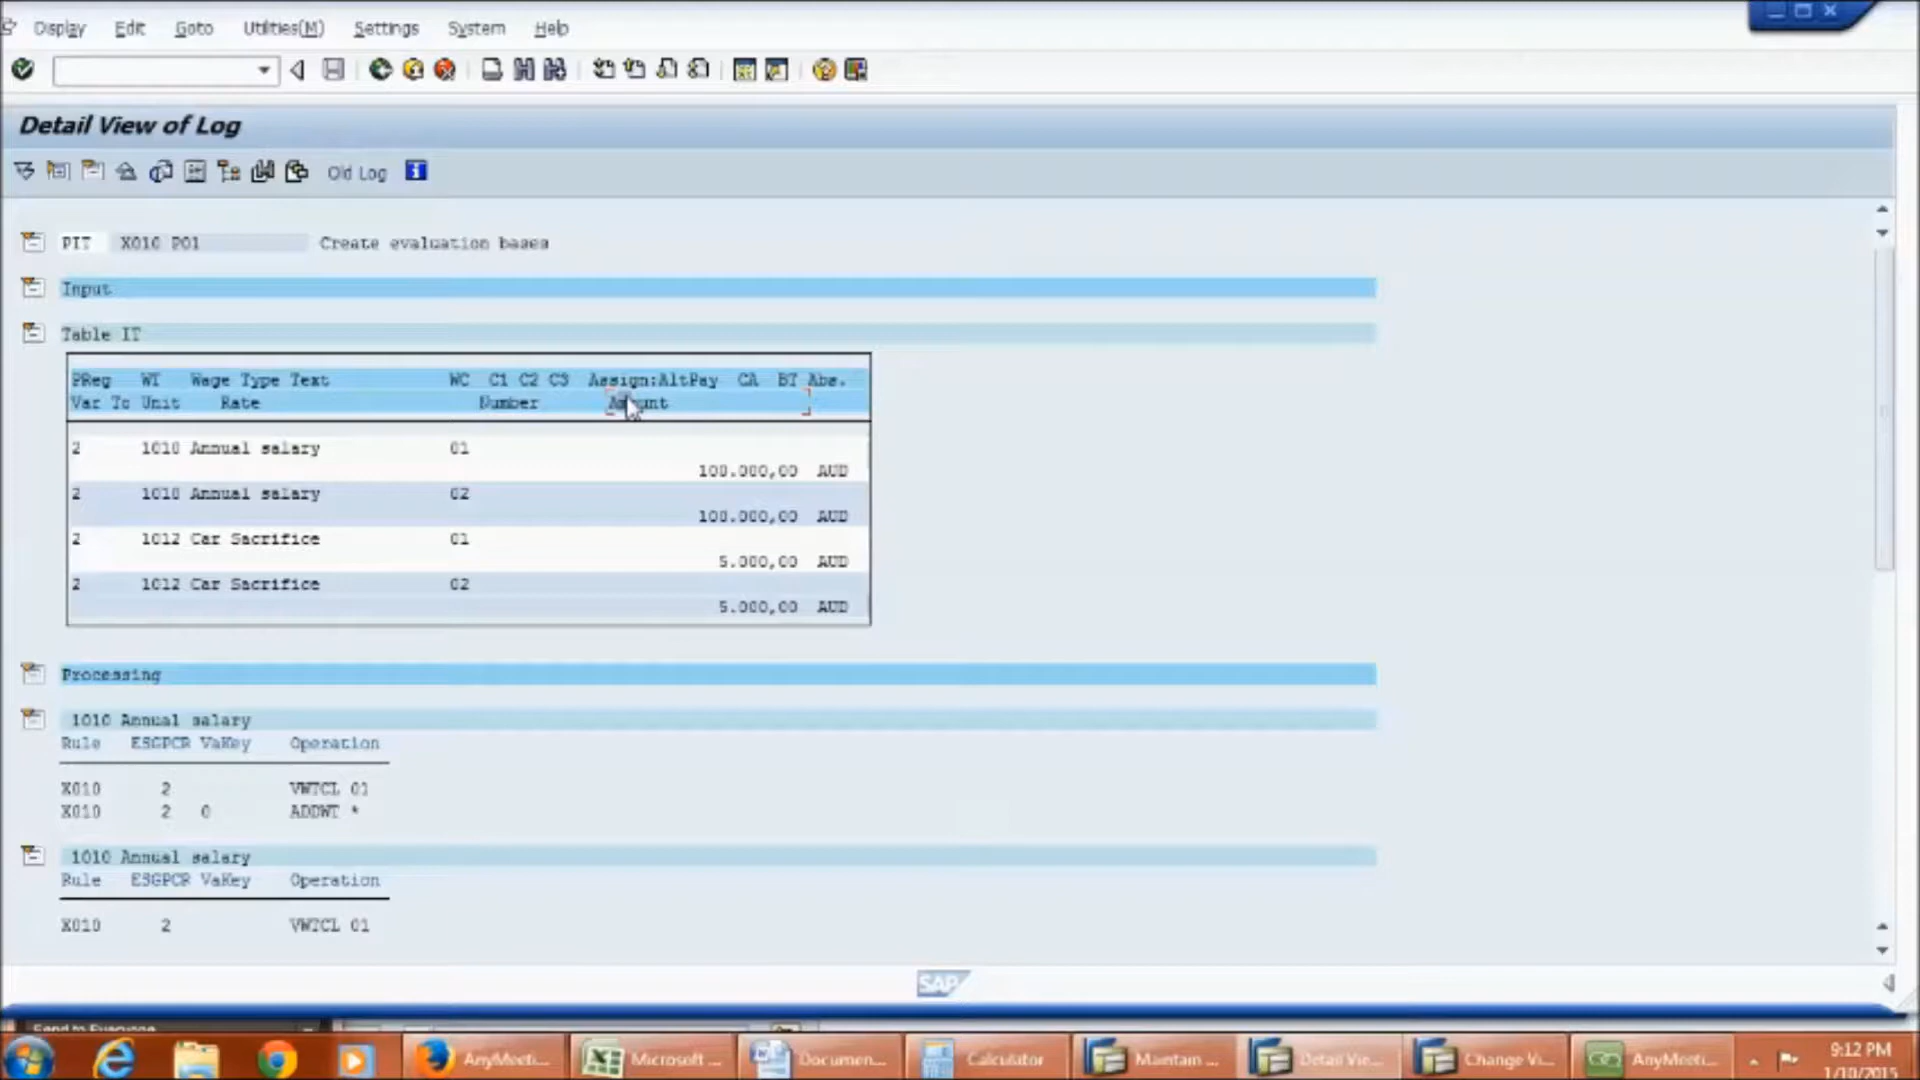 Display Edit Goto Utilities(M) Settings System Help
Detail View of Log
Old Log
PIT X010 P01 Create evaluation bases
Input
Table IT
PReg WT Wage Type Text WC C1 C2 C3 Assign:AltPay CA BT Abs.
Var Tc Unit Rate Number Amount
2 1010 Annual salary 01
100.000,00 AUD
2 1010 Annual salary 02
100.000,00 AUD
2 1012 Car Sacrifice 01
5.000,00 AUD
2 1012 Car Sacrifice 02
5.000,00 AUD
Processing
1010 Annual salary
Rule ESGPCR VaKey Operation
X010 2 VWTCL 01
X010 2 0 ADDWT *
1010 Annual salary
Rule ESGPCR VaKey Operation
X010 2 VWTCL 01
SAP
Send to Everyone
AnyMeeti... Microsoft ... Documen... Calculator Maintain ... Detail Vie... Change Vi... AnyMeeti... 9:12 PM
1/10/2015